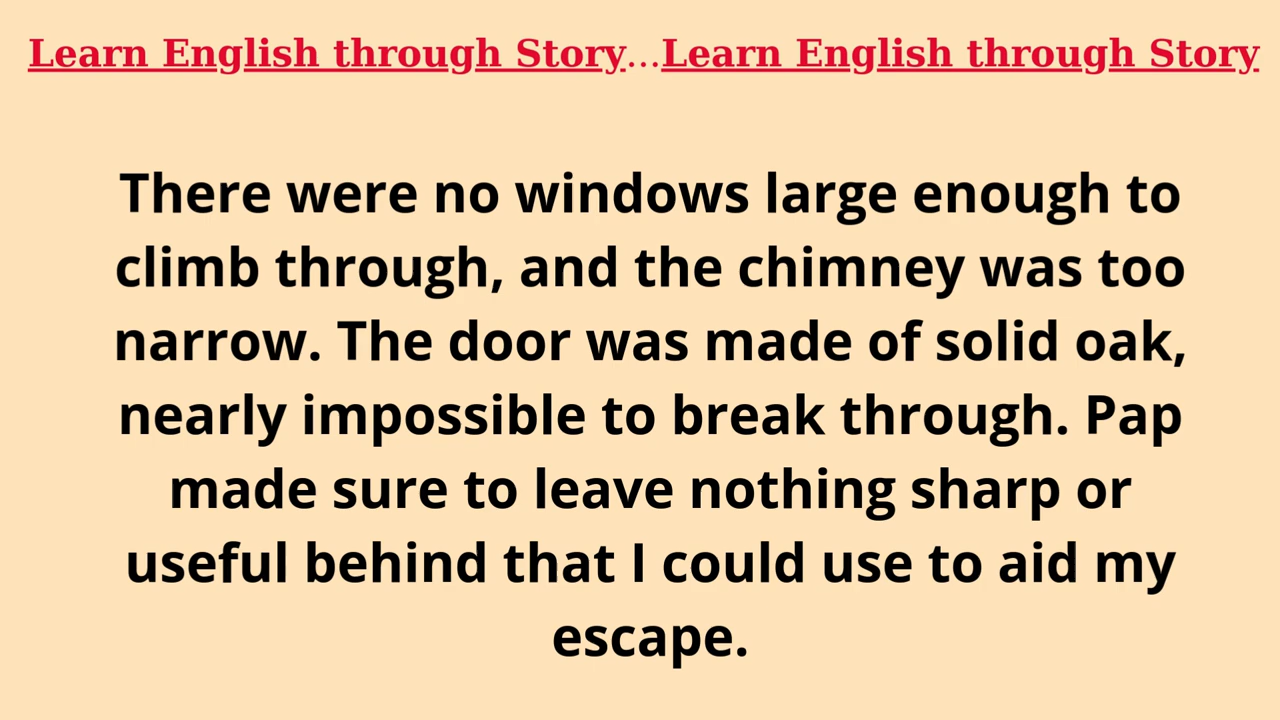 Learn English through Story...Learn English through Story
There were no windows large enough to
climb through, and the chimney was too
narrow. The door was made of solid oak,
nearly impossible to break through. Pap
made sure to leave nothing sharp or
useful behind that I could use to aid my
escape.